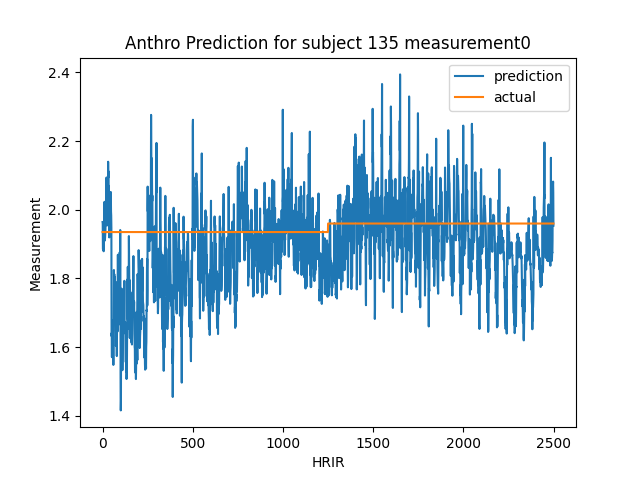 Anthro Prediction for subject 135 measurement0
prediction
actual
2.4
2.2
2.0
1.8
1.6
1.4
Measurement
0
500
1000
1500
2000
2500
HRIR